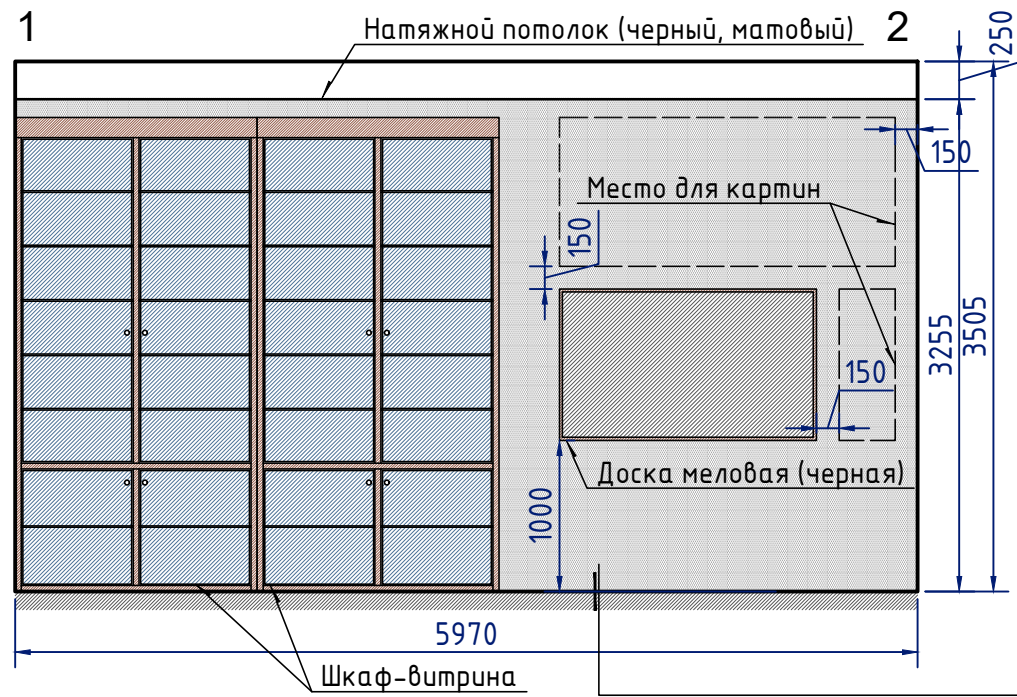 1
Натяжной потолок (черный, матовый)
2
250
150
Место для картин
150
3255
3505
150
Доска меловая (черная)
1000
5970
Шкаф-витрина